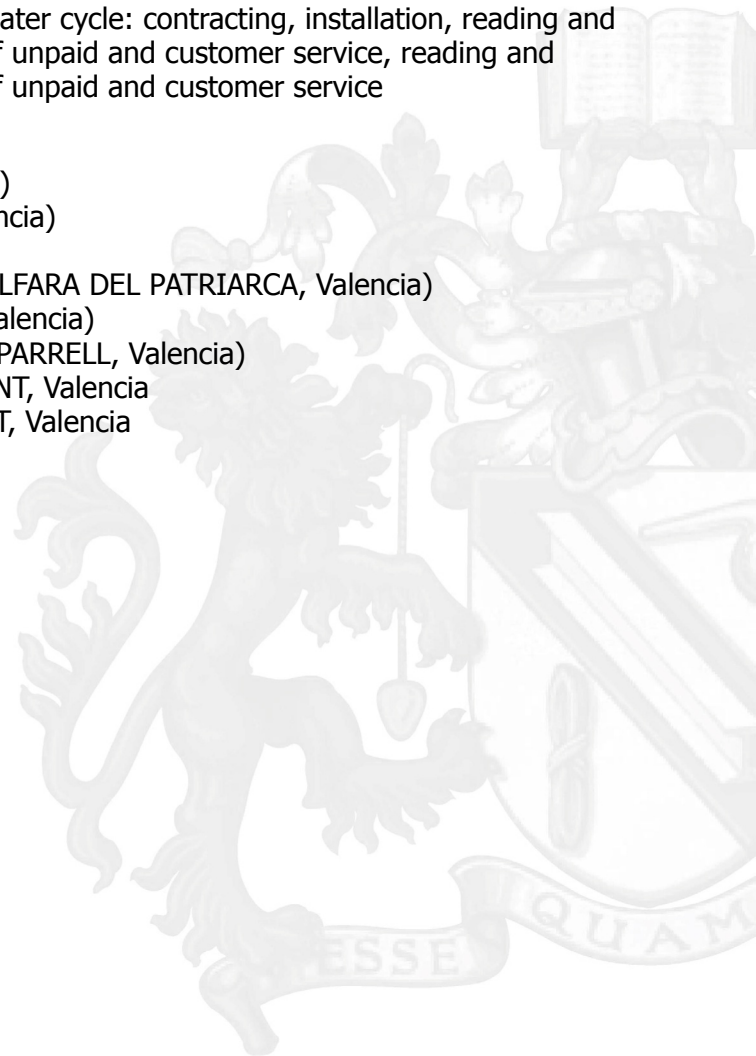 ater cycle: contracting, installation, reading and
f unpaid and customer service, reading and
f unpaid and customer service
)
ncia)
LFARA DEL PATRIARCA, Valencia)
alencia)
PARRELL, Valencia)
NT, Valencia
T, Valencia
ESSE QUAM